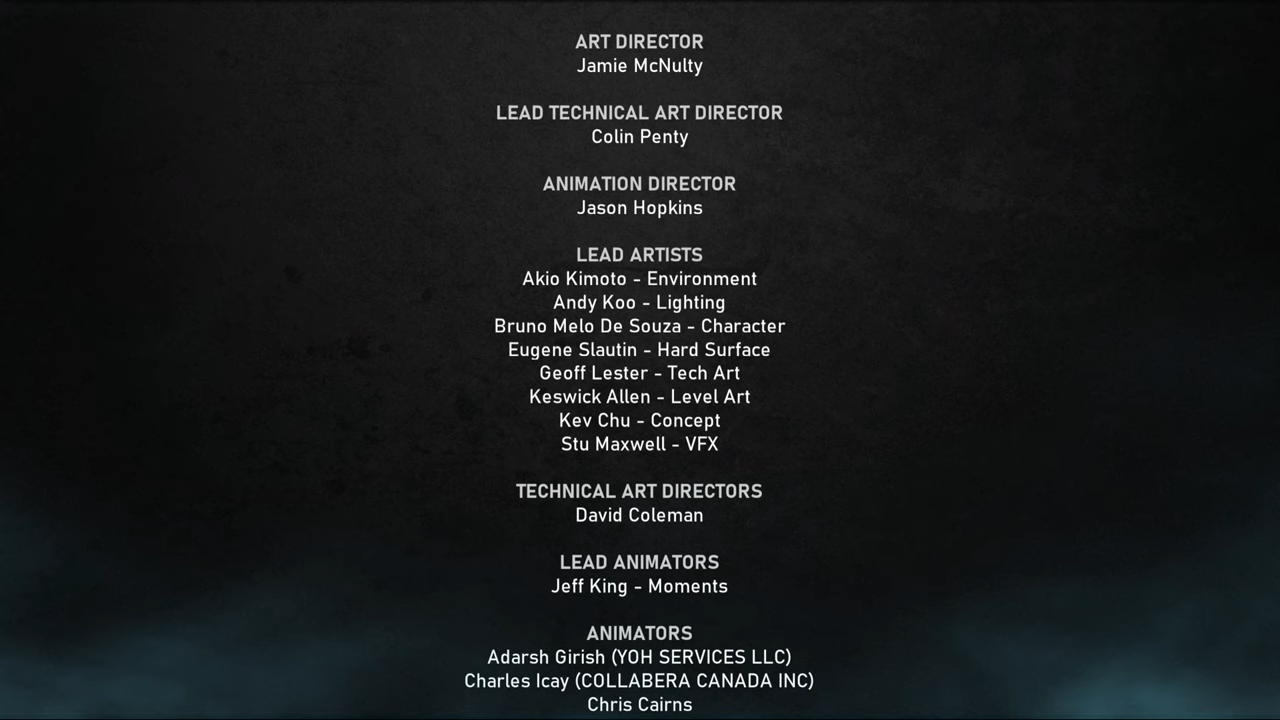 ART DIRECTOR
Jamie McNulty
LEAD TECHNICAL ART DIRECTOR
Colin Penty
ANIMATION DIRECTOR
Jason Hopkins
LEAD ARTISTS
Akio Kimoto - Environment
Andy Koo - Lighting
Bruno Melo De Souza - Character
Eugene Slautin - Hard Surface
Geoff Lester - Tech Art
Keswick Allen - Level Art
Kev Chu - Concept
Stu Maxwell - VFX
TECHNICAL ART DIRECTORS
David Coleman
LEAD ANIMATORS
Jeff King - Moments
ANIMATORS
Adarsh Girish (YOH SERVICES LLC)
Charles Icay (COLLABERA CANADA INC)
Chris Cairns